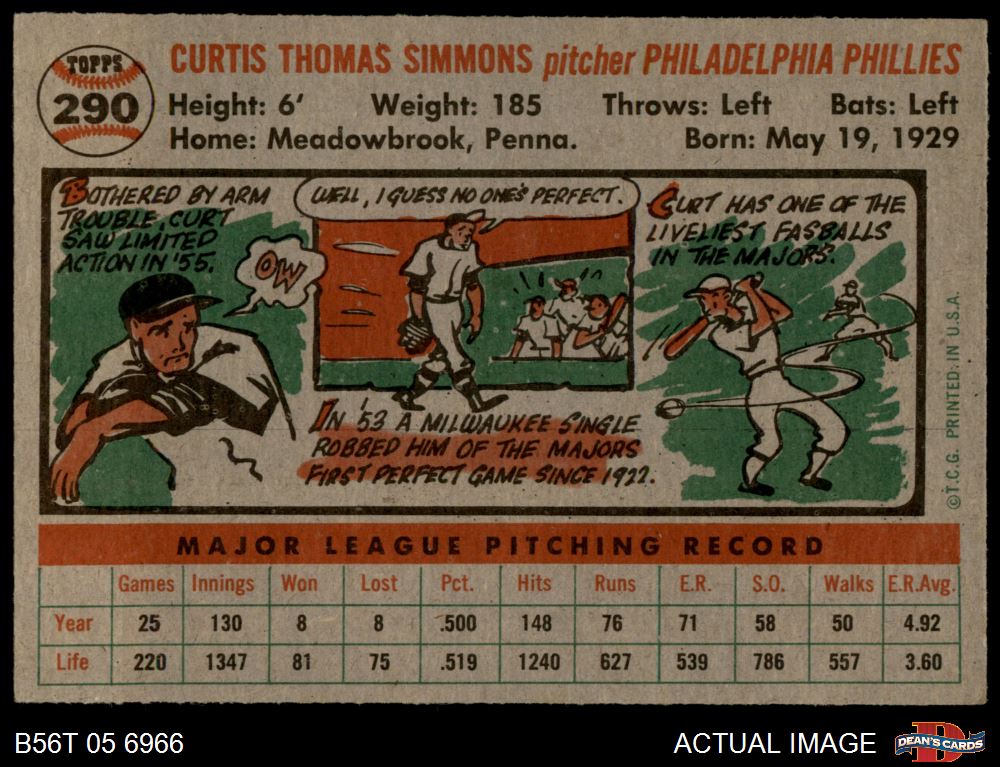 TOPPS
290
CURTIS THOMAS SIMMONS pitcher PHILADELPHIA PHILLIES
Height: 6' Weight: 185 Throws: Left Bats: Left
Home: Meadowbrook, Penna. Born: May 19, 1929
BOTHERED BY ARM
TROUBLE, CURT
SAW LIMITED
ACTION IN '55.
OW
WELL, I GUESS NO ONE'S PERFECT.
IN '53 A MILWAUKEE SINGLE
ROBBED HIM OF THE MAJORS
FIRST PERFECT GAME SINCE 1922.
CURT HAS ONE OF THE
LIVELIEST FASBALLS
IN THE MAJORS.
©T.C.G. PRINTED IN U.S.A.
MAJOR LEAGUE PITCHING RECORD
Games Innings Won Lost Pct. Hits Runs E.R. S.O. Walks E.R.Avg.
Year 25 130 8 8 .500 148 76 71 58 50 4.92
Life 220 1347 81 75 .519 1240 627 539 786 557 3.60
B56T 05 6966
ACTUAL IMAGE
D
DEAN'S CARDS